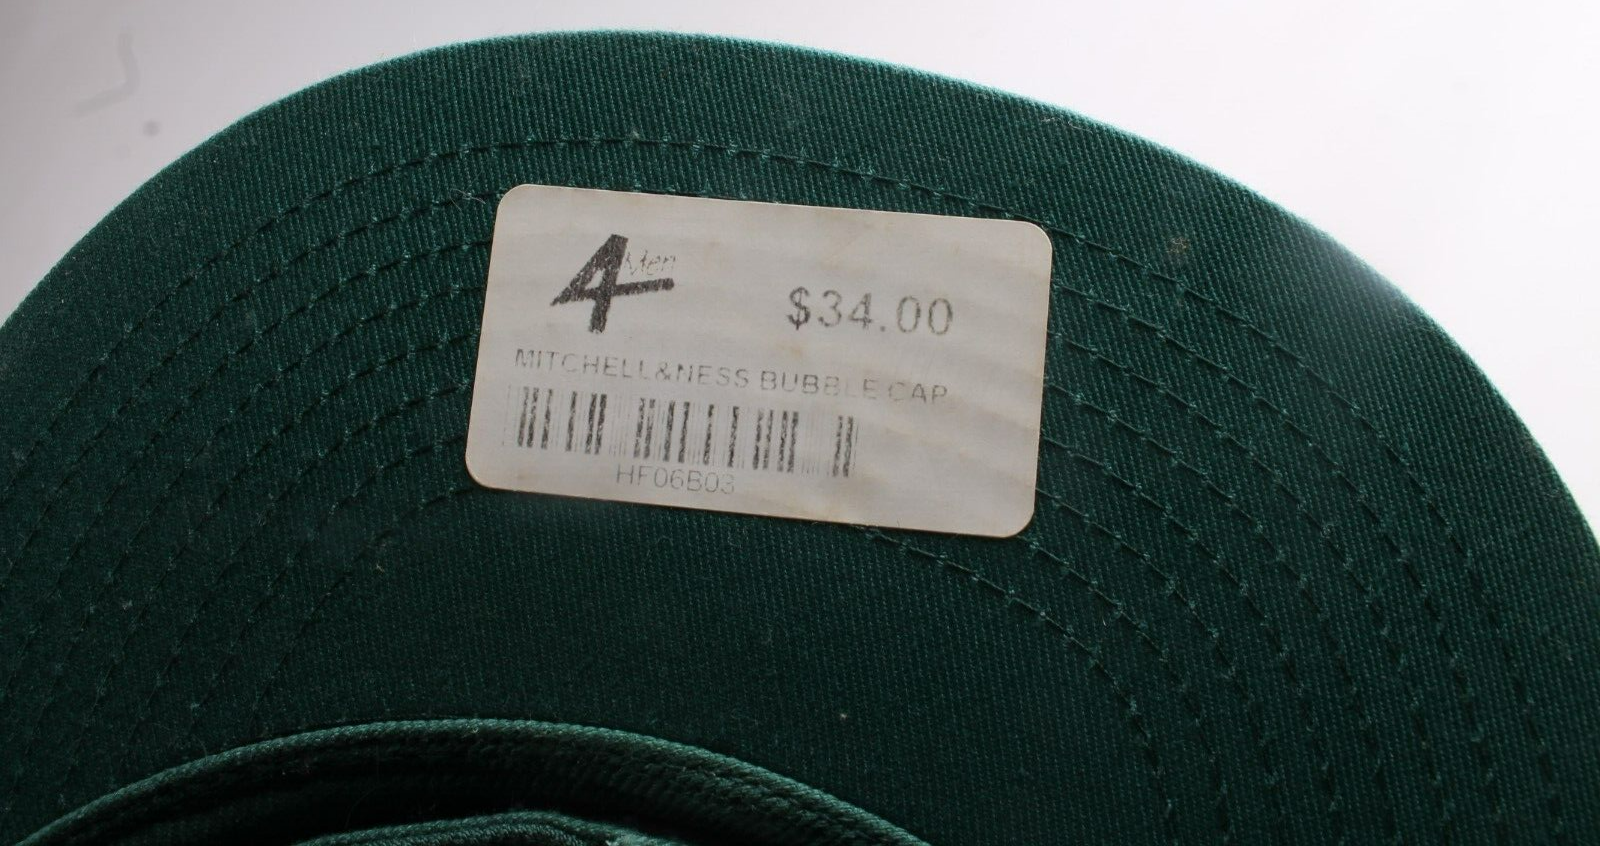 4 Men
$34.00
MITCHELL&NESS BUBBLE CAP
HF06B03